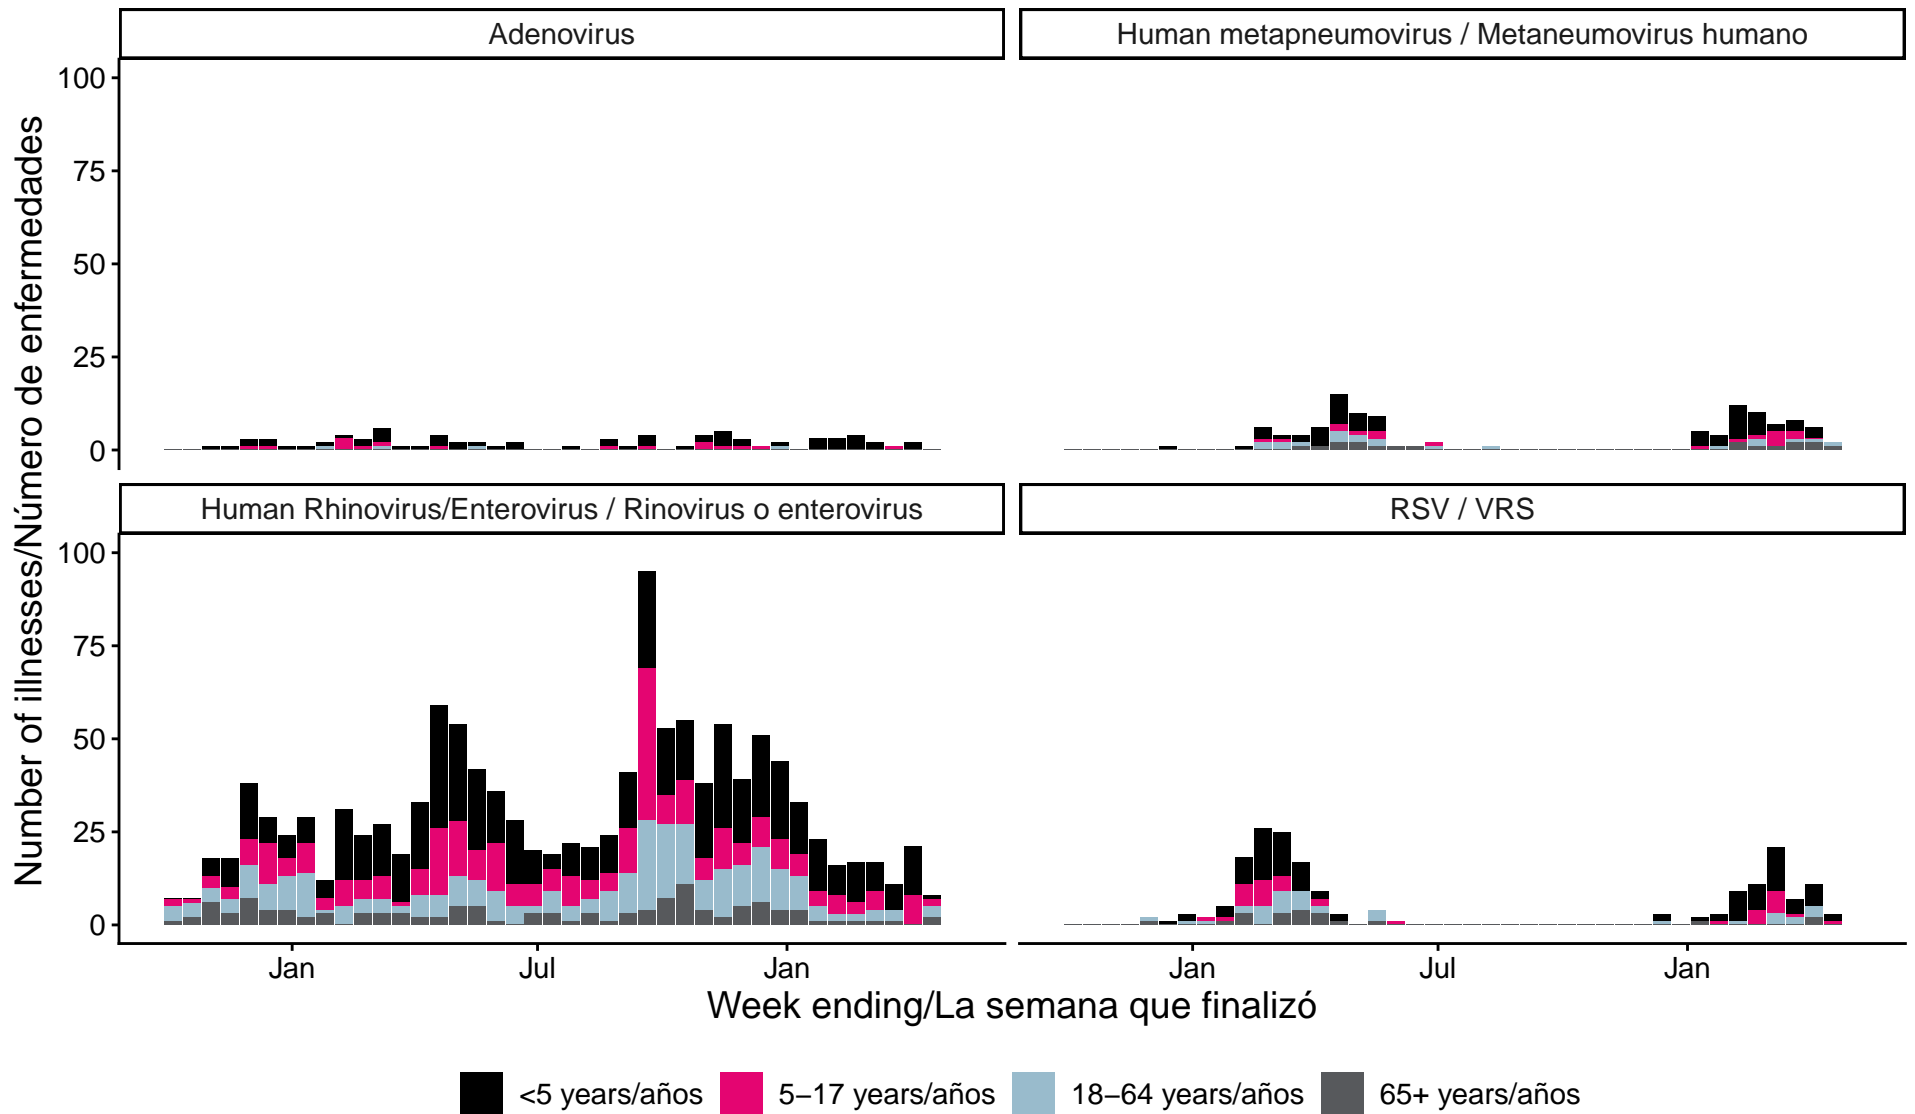 Adenovirus
Human metapneumovirus / Metaneumovirus humano
100
75
50
25
0
Human Rhinovirus/Enterovirus / Rinovirus o enterovirus
RSV / VRS
100
75
50
25
0
Number of illnesses/Número de enfermedades
Jan
Jul
Jan
Jan
Jul
Jan
Week ending/La semana que finalizó
<5 years/años
5–17 years/años
18–64 years/años
65+ years/años